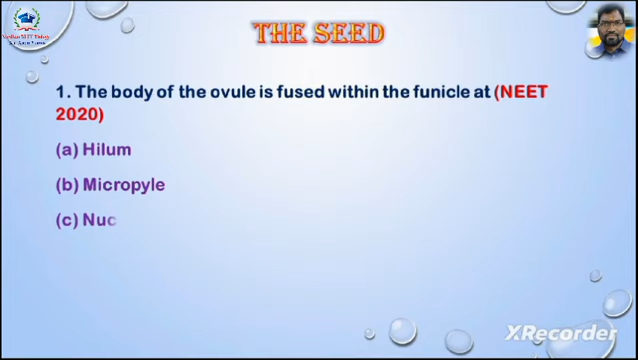 THE SEED
1. The body of the ovule is fused within the funicle at (NEET
2020)
(a) Hilum
(b) Micropyle
(c) Nuc
XRecorder